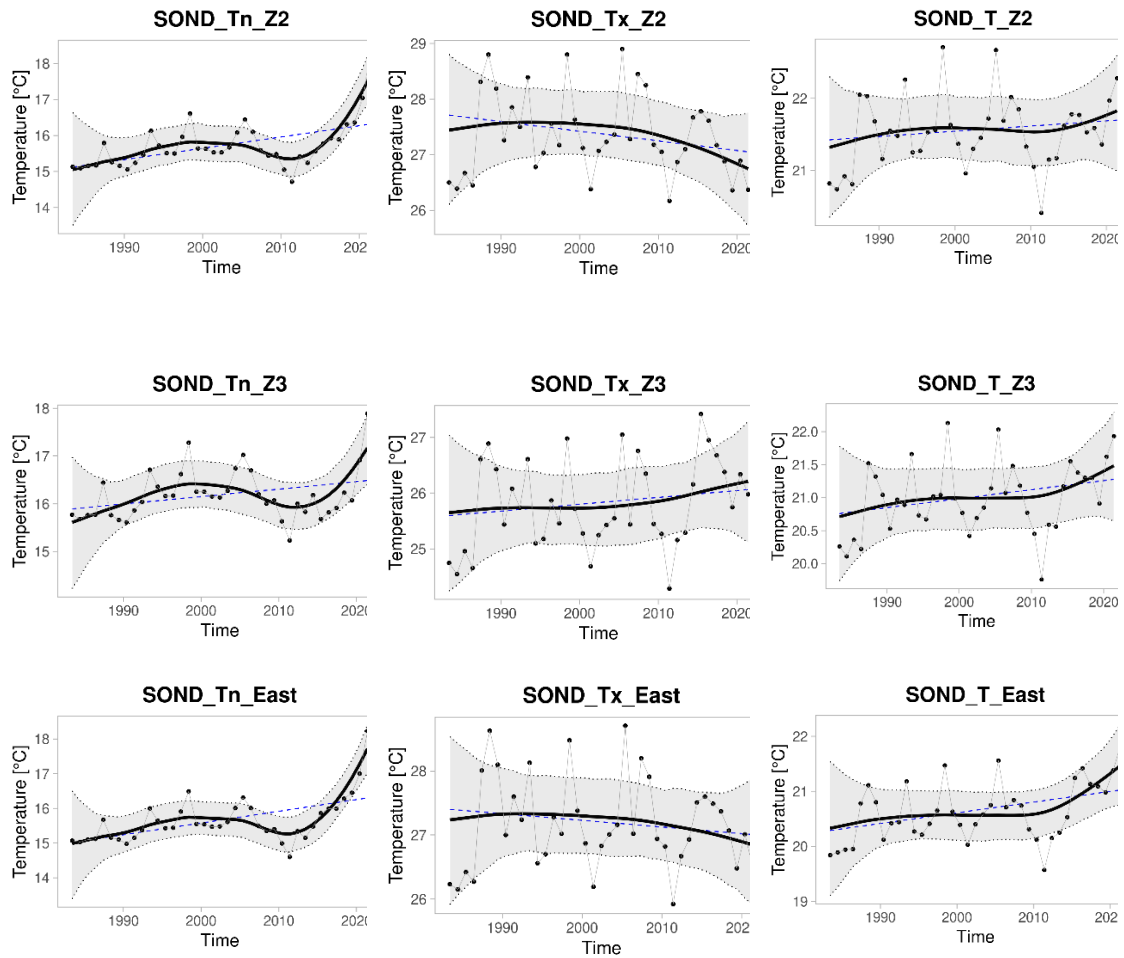 SOND_Tn_Z2 SOND_Tx_Z2 SOND_T_Z2
Temperature [°C] Temperature [°C] Temperature [°C]
18
17
16
15
14
29
28
27
26
22
21
1990 2000 2010 202
1990 2000 2010 2020
1990 2000 2010 2020
Time Time Time
SOND_Tn_Z3 SOND_Tx_Z3 SOND_T_Z3
Temperature [°C] Temperature [°C] Temperature [°C]
18
17
16
15
27
26
25
22.0
21.5
21.0
20.5
20.0
1990 2000 2010 2020
1990 2000 2010 2020
1990 2000 2010 2020
Time Time Time
SOND_Tn_East SOND_Tx_East SOND_T_East
Temperature [°C] Temperature [°C] Temperature [°C]
18
17
16
15
14
28
27
26
22
21
20
19
1990 2000 2010 202
1990 2000 2010 2020
1990 2000 2010 202
Time Time Time